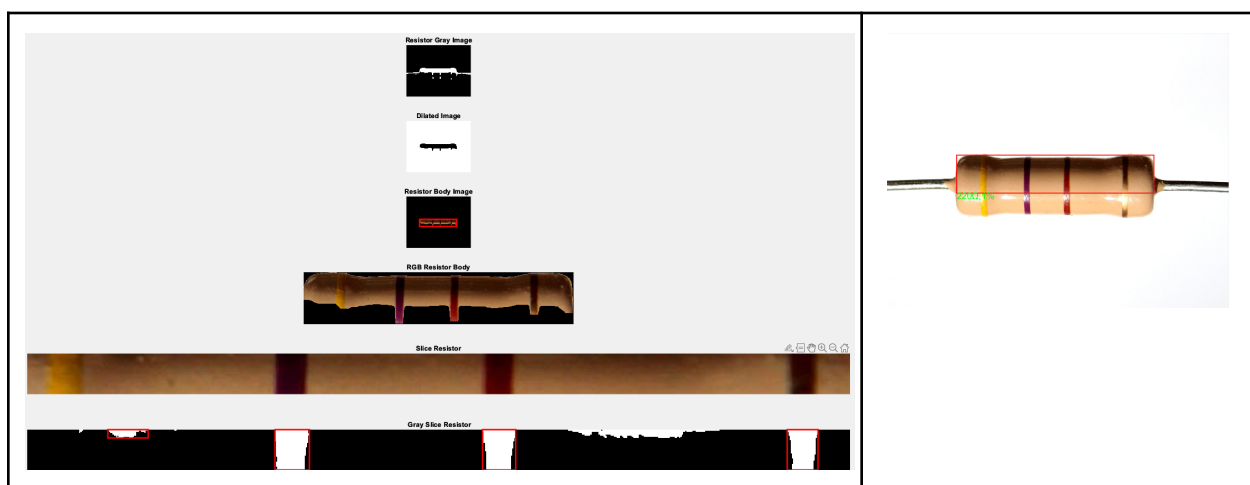 Resistor Gray Image
Dilated Image
Resistor Body Image
RGB Resistor Body
Slice Resistor
Gray Slice Resistor